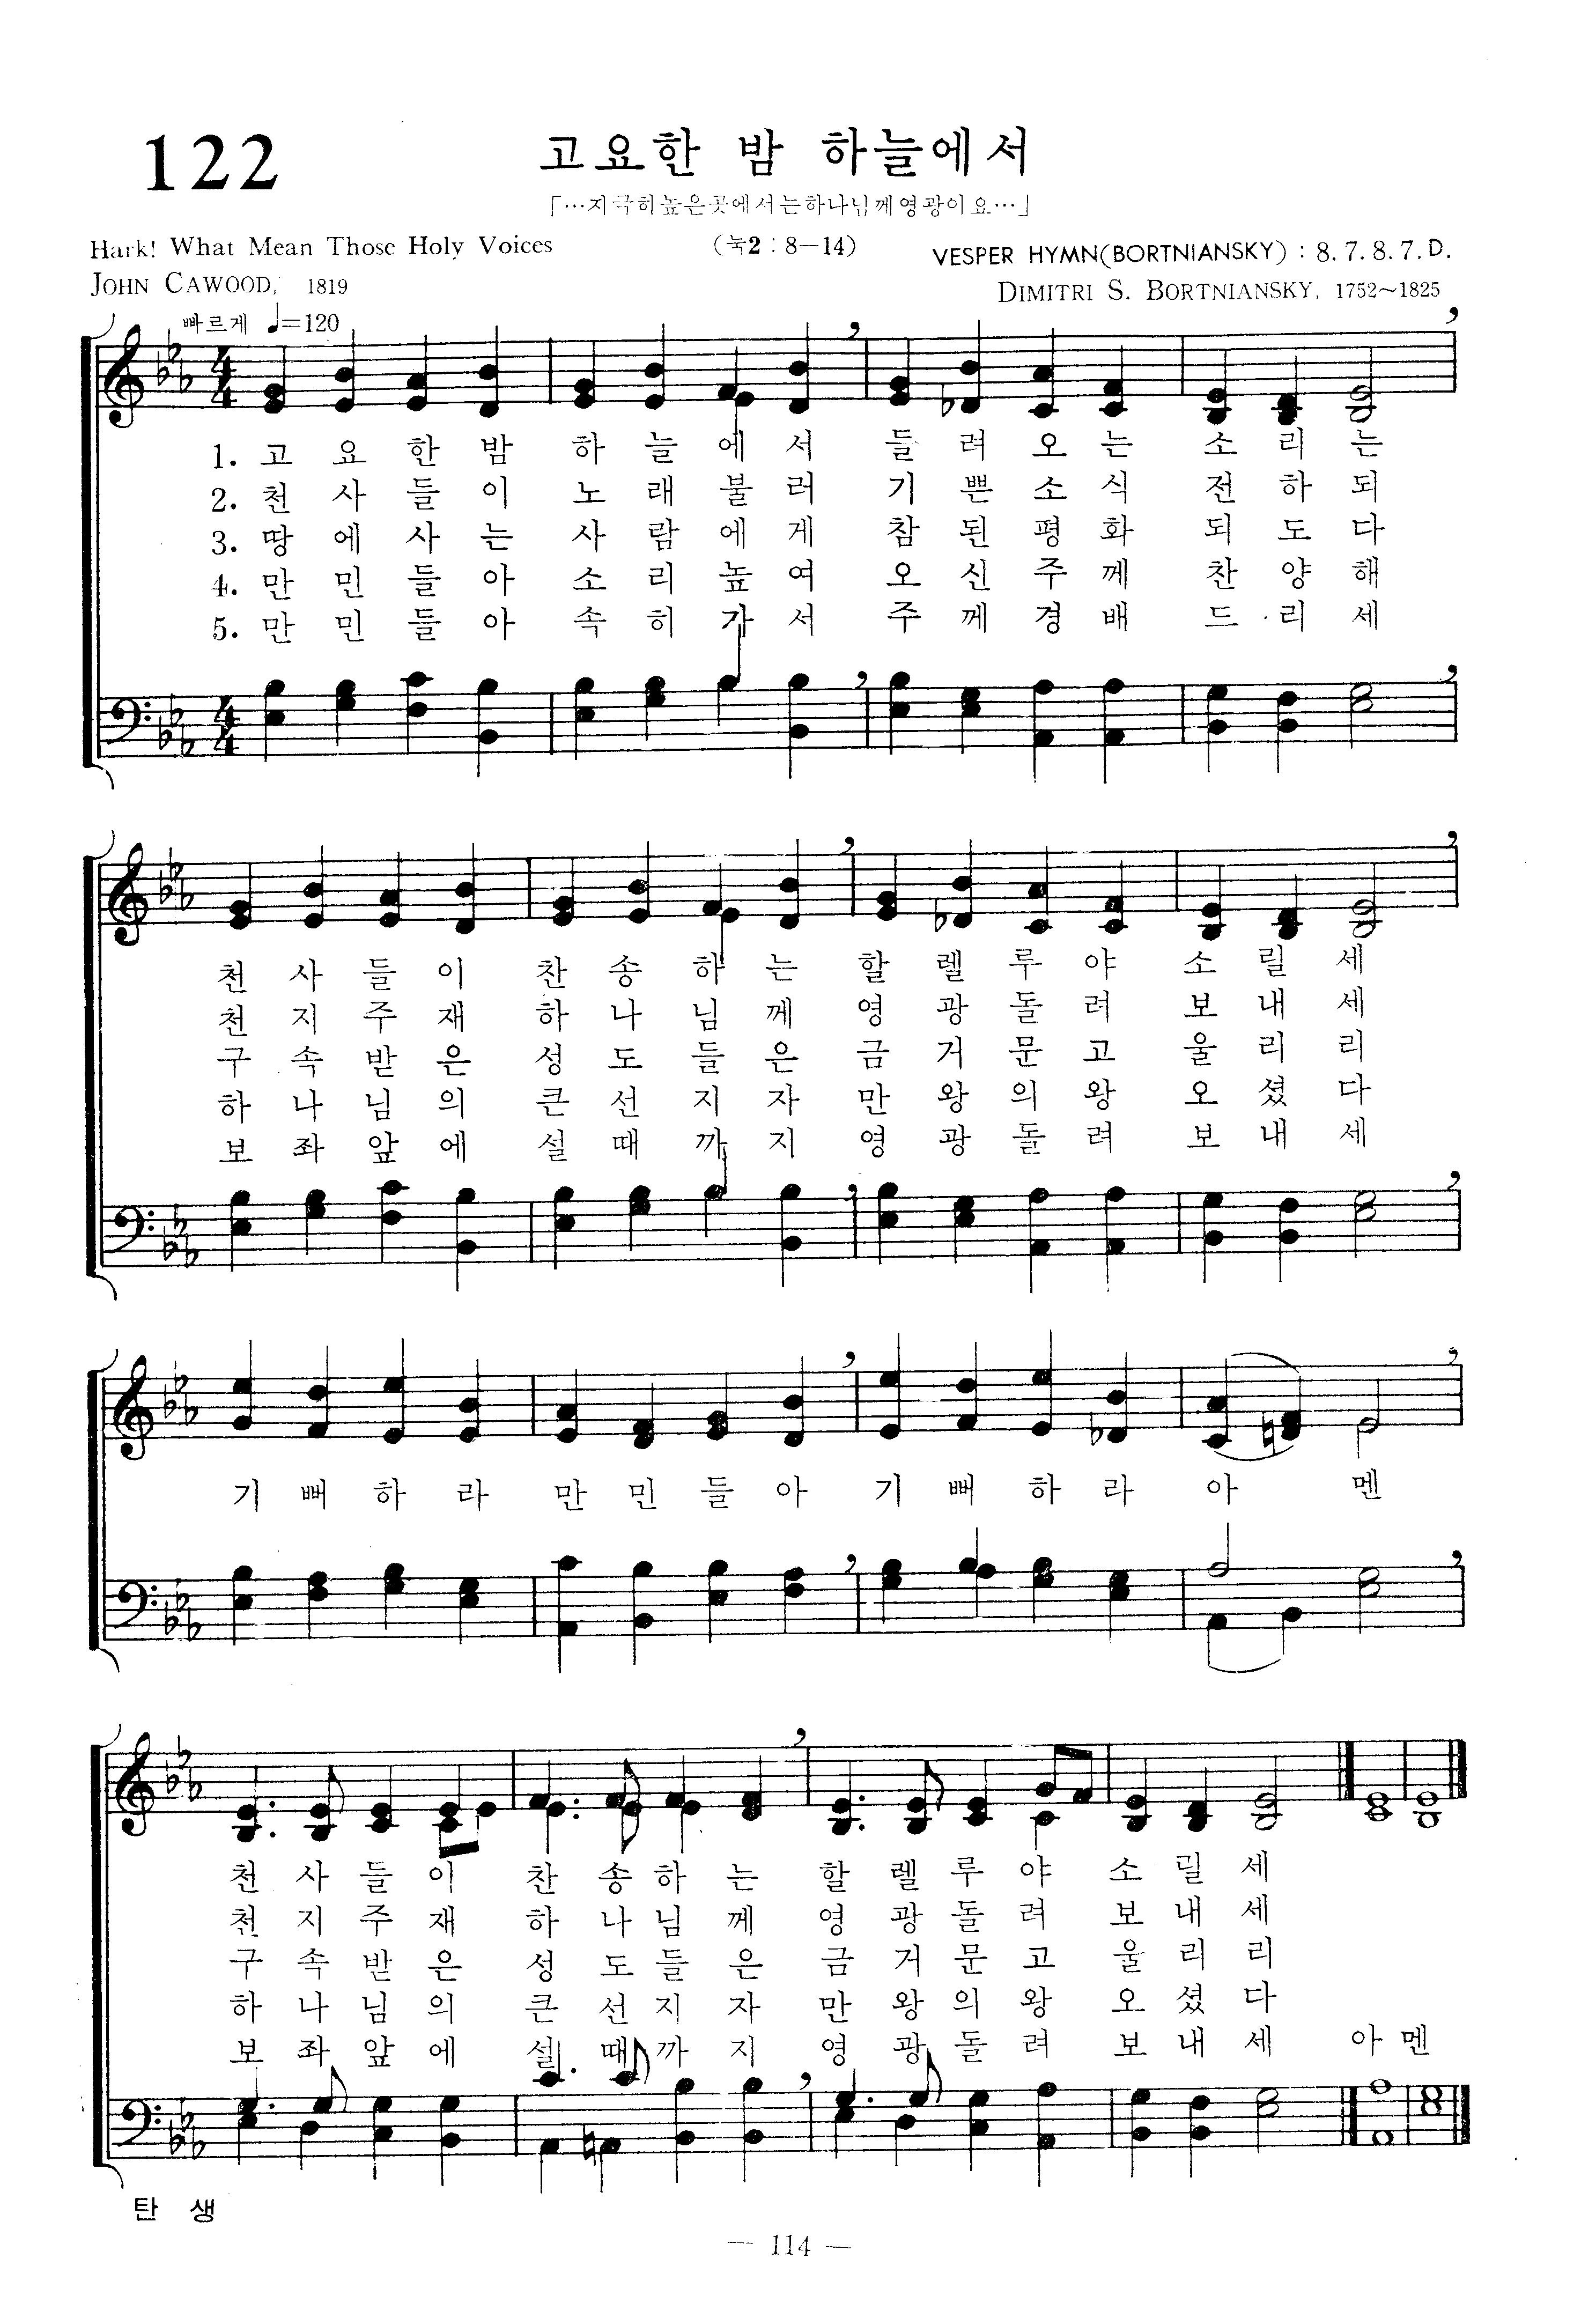 122
고요한 밤 하늘에서
「…지극히높은곳에서는하나님께영광이요…」
Hark! What Mean Those Holy Voices
(눅2 : 8—14)
VESPER HYMN(BORTNIANSKY) : 8. 7. 8. 7. D.
JOHN CAWOOD, 1819
DIMITRI S. BORTNIANSKY, 1752~1825
빠르게 ♩=120
1. 고 요 한 밤 하 늘 에 서 들 려 오 는 소 리 는
2. 천 사 들 이 노 래 불 러 기 쁜 소 식 전 하 되
3. 땅 에 사 는 사 람 에 게 참 된 평 화 되 도 다
4. 만 민 들 아 소 리 높 여 오 신 주 께 찬 양 해
5. 만 민 들 아 속 히 가 서 주 께 경 배 드 리 세
천 사 들 이 찬 송 하 는 할 렐 루 야 소 릴 세
천 지 주 재 하 나 님 께 영 광 돌 려 보 내 세
구 속 받 은 성 도 들 은 금 거 문 고 울 리 리
하 나 님 의 큰 선 지 자 만 왕 의 왕 오 셨 다
보 좌 앞 에 설 때 까 지 영 광 돌 려 보 내 세
기 뻐 하 라 만 민 들 아 기 뻐 하 라 아 멘
천 사 들 이 찬 송 하 는 할 렐 루 야 소 릴 세
천 지 주 재 하 나 님 께 영 광 돌 려 보 내 세
구 속 받 은 성 도 들 은 금 거 문 고 울 리 리
하 나 님 의 큰 선 지 자 만 왕 의 왕 오 셨 다
보 좌 앞 에 설 때 까 지 영 광 돌 려 보 내 세 아 멘
탄 생
— 114 —